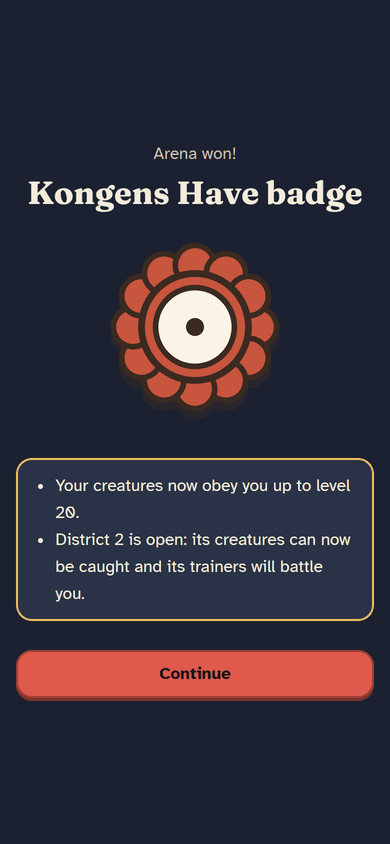 Arena won!
Kongens Have badge
• Your creatures now obey you up to level
20.
• District 2 is open: its creatures can now
be caught and its trainers will battle
you.
Continue